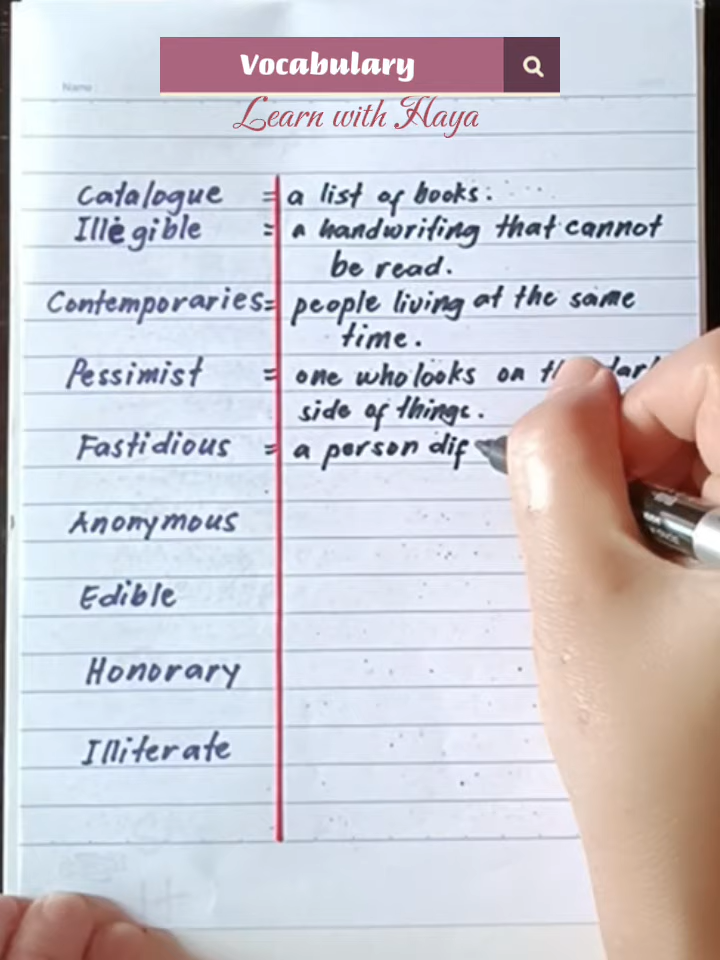 Vocabulary
Learn with Haya
Name
Catalogue = a list of books.
Illegible = a handwriting that cannot
be read.
Contemporaries = people living at the same
time.
Pessimist = one who looks on
side of things.
Fastidious = a person dif
Anonymous
Edible
Honorary
Illiterate